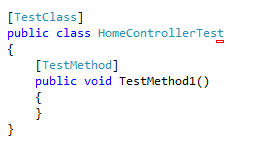 [TestClass]
public class HomeControllerTest
{
    [TestMethod]
    public void TestMethod1()
    {
    }
}